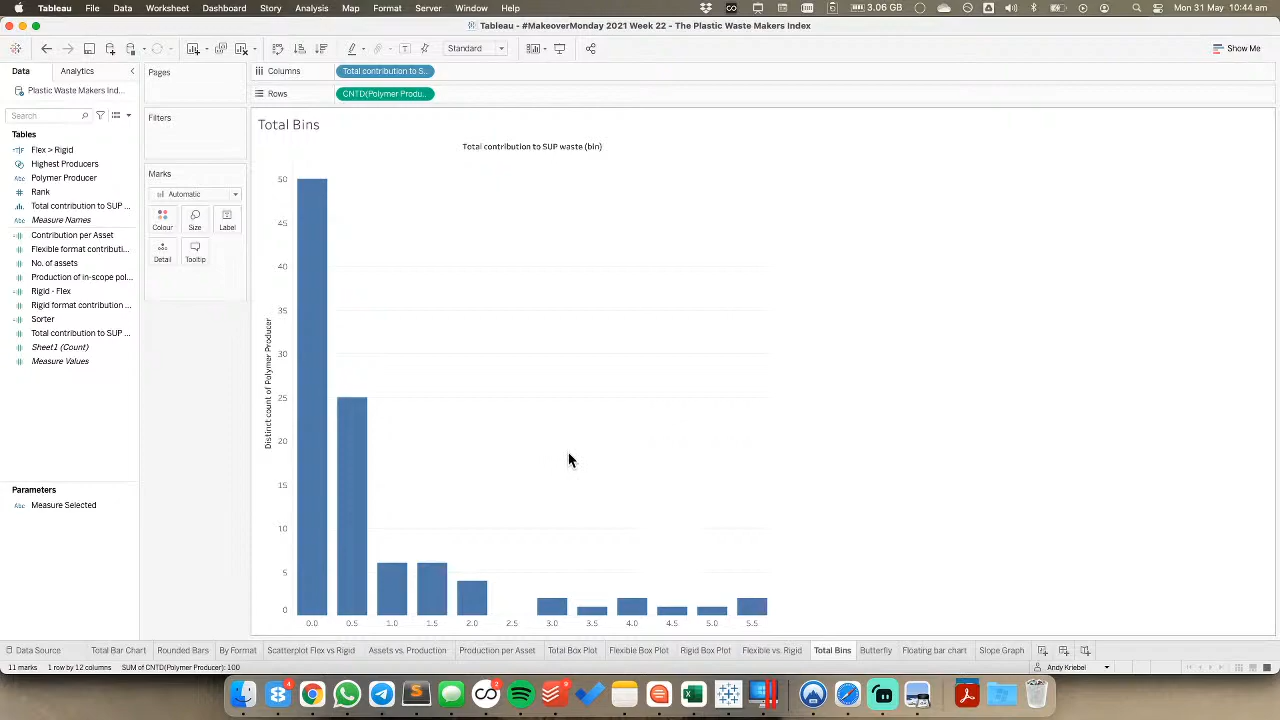 Tableau File Data Worksheet Dashboard Story Analysis Map Format Server Window Help 3.00 GB Mon 31 May 10:44 am
Tableau - #MakeoverMonday 2021 Week 22 - The Plastic Waste Makers Index
Standard Show Me
Data Analytics Pages Columns Total contribution to S..
Plastic Waste Makers Ind... Rows CNTD(Polymer Produ..
Search Filters
Tables Total Bins
Flex > Rigid Total contribution to SUP waste (bin)
Highest Producers
Polymer Producer Marks
Rank Automatic
Total contribution to SUP ...
Measure Names
Colour Size Label
Contribution per Asset
Flexible format contributi...
Detail Tooltip
No. of assets
Production of in-scope pol...
Rigid - Flex
Rigid format contribution ...
Sorter
Total contribution to SUP ...
Sheet1 (Count)
Measure Values
Parameters
Abc Measure Selected
Distinct count of Polymer Producer
50
45
40
35
30
25
20
15
10
5
0
0.0 0.5 1.0 1.5 2.0 2.5 3.0 3.5 4.0 4.5 5.0 5.5
Data Source Total Bar Chart Rounded Bars By Format Scatterplot Flex vs Rigid Assets vs. Production Production per Asset Total Box Plot Flexible Box Plot Rigid Box Plot Flexible vs. Rigid Total Bins Butterfly Floating bar chart Slope Graph
11 marks 1 row by 12 columns SUM of CNTD(Polymer Producer): 100 Andy Kriebel